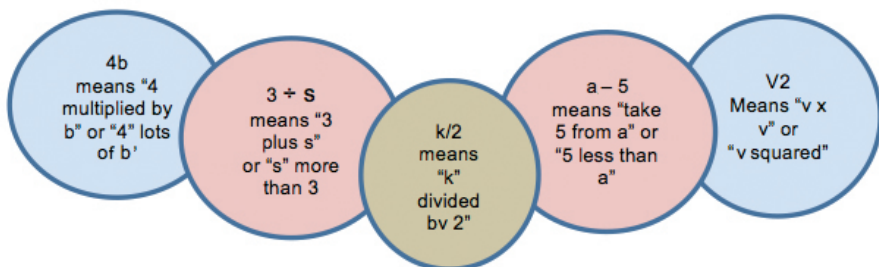 4b
means “4
multiplied by
b” or “4” lots
of b’
3 ÷ s
means “3
plus s”
or “s” more
than 3
k/2
means
“k”
divided
bv 2”
a – 5
means “take
5 from a” or
“5 less than
a”
V2
Means “v x
v” or
“v squared”